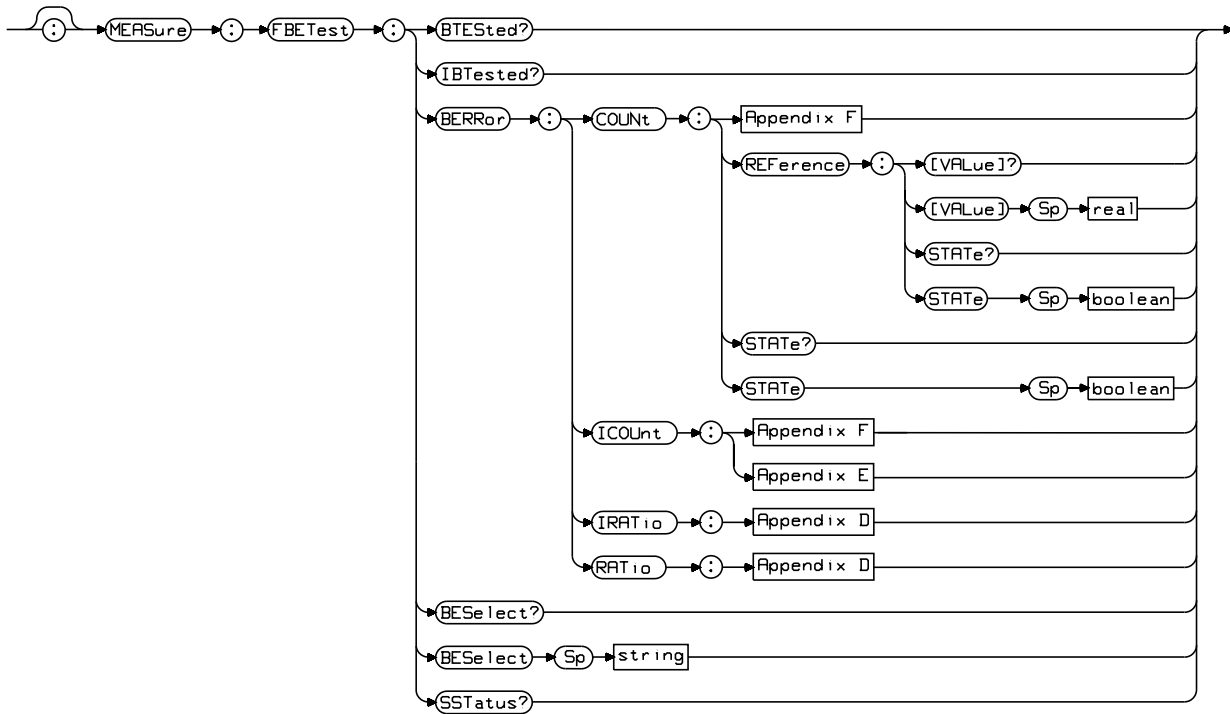 : MEASure : FBETest : BTESted?
IBTested?
BERRor : COUNt : Appendix F
REFerence : [VALue]?
[VALue] Sp real
STATe?
STATe Sp boolean
STATe?
STATe Sp boolean
ICOUnt : Appendix F
Appendix E
IRATio : Appendix D
RATio : Appendix D
BESelect?
BESelect Sp string
SSTatus?